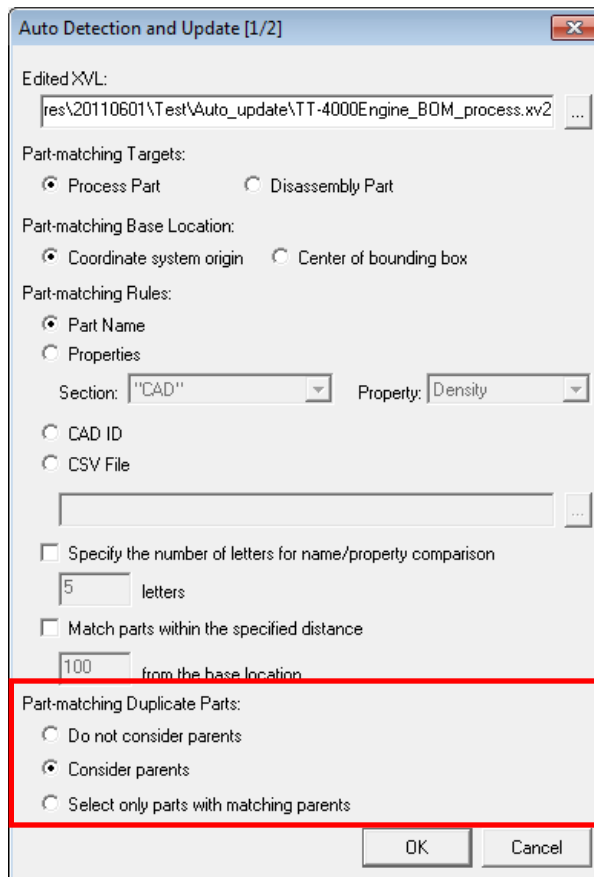 Auto Detection and Update [1/2]
Edited XVL:
res\20110601\Test\Auto_update\TT-4000Engine_BOM_process.xv2 ...
Part-matching Targets:
Process Part Disassembly Part
Part-matching Base Location:
Coordinate system origin Center of bounding box
Part-matching Rules:
Part Name
Properties
Section: "CAD" Property: Density
CAD ID
CSV File
...
Specify the number of letters for name/property comparison
5 letters
Match parts within the specified distance
100 from the base location
Part-matching Duplicate Parts:
Do not consider parents
Consider parents
Select only parts with matching parents
OK Cancel